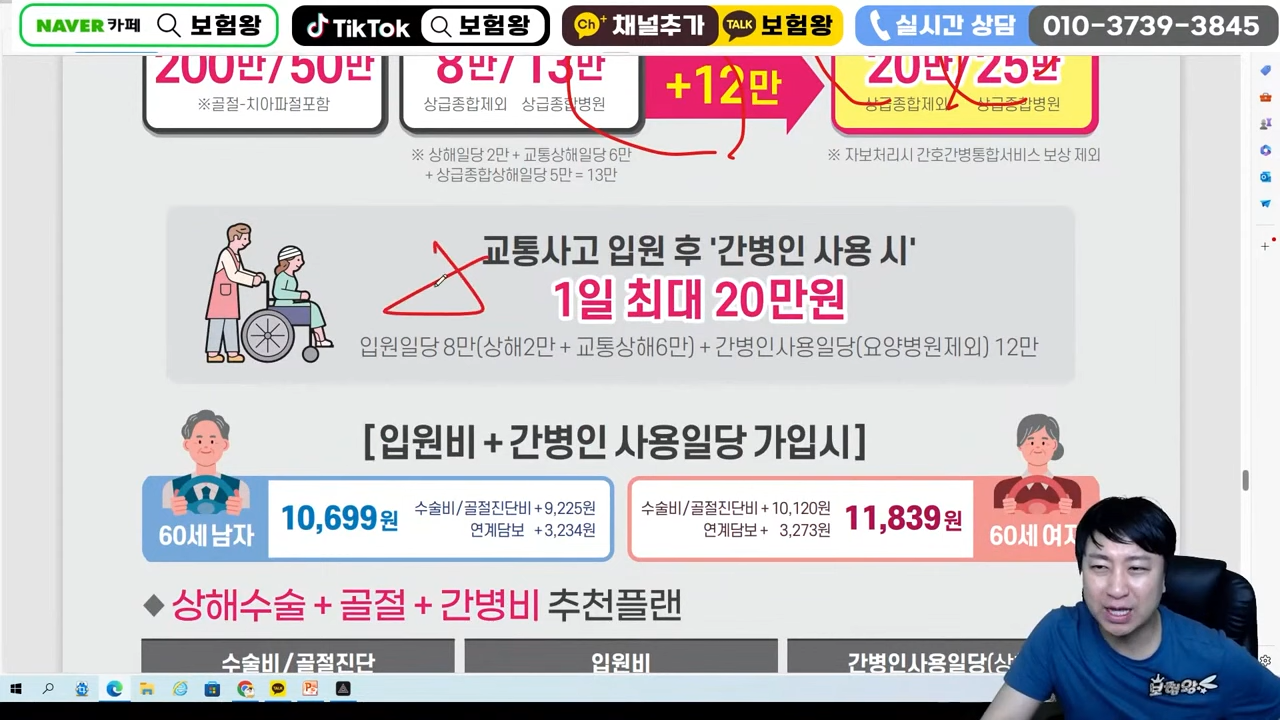 NAVER 카페 보험왕
TikTok 보험왕
Ch+ 채널추가 TALK 보험왕
실시간 상담 010-3739-3845
200만/50만
※골절-치아파절포함
8만/13만
상급종합제외 상급종합병원
+12만
20만/25만
상급종합제외 상급종합병원
※ 상해일당 2만 + 교통상해일당 6만
+ 상급종합상해일당 5만 = 13만
※ 자보처리시 간호간병통합서비스 보상 제외
교통사고 입원 후 '간병인 사용 시'
1일 최대 20만원
입원일당 8만(상해2만 + 교통상해6만) + 간병인사용일당(요양병원제외) 12만
[입원비 + 간병인 사용일당 가입시]
60세 남자
10,699원
수술비/골절진단비 +9,225원
연계담보 +3,234원
수술비/골절진단비 + 10,120원
연계담보 + 3,273원
11,839원
60세 여자
◆ 상해수술 + 골절 + 간병비 추천플랜
수술비/골절진단
입원비
간병인사용일당(상
보험왕